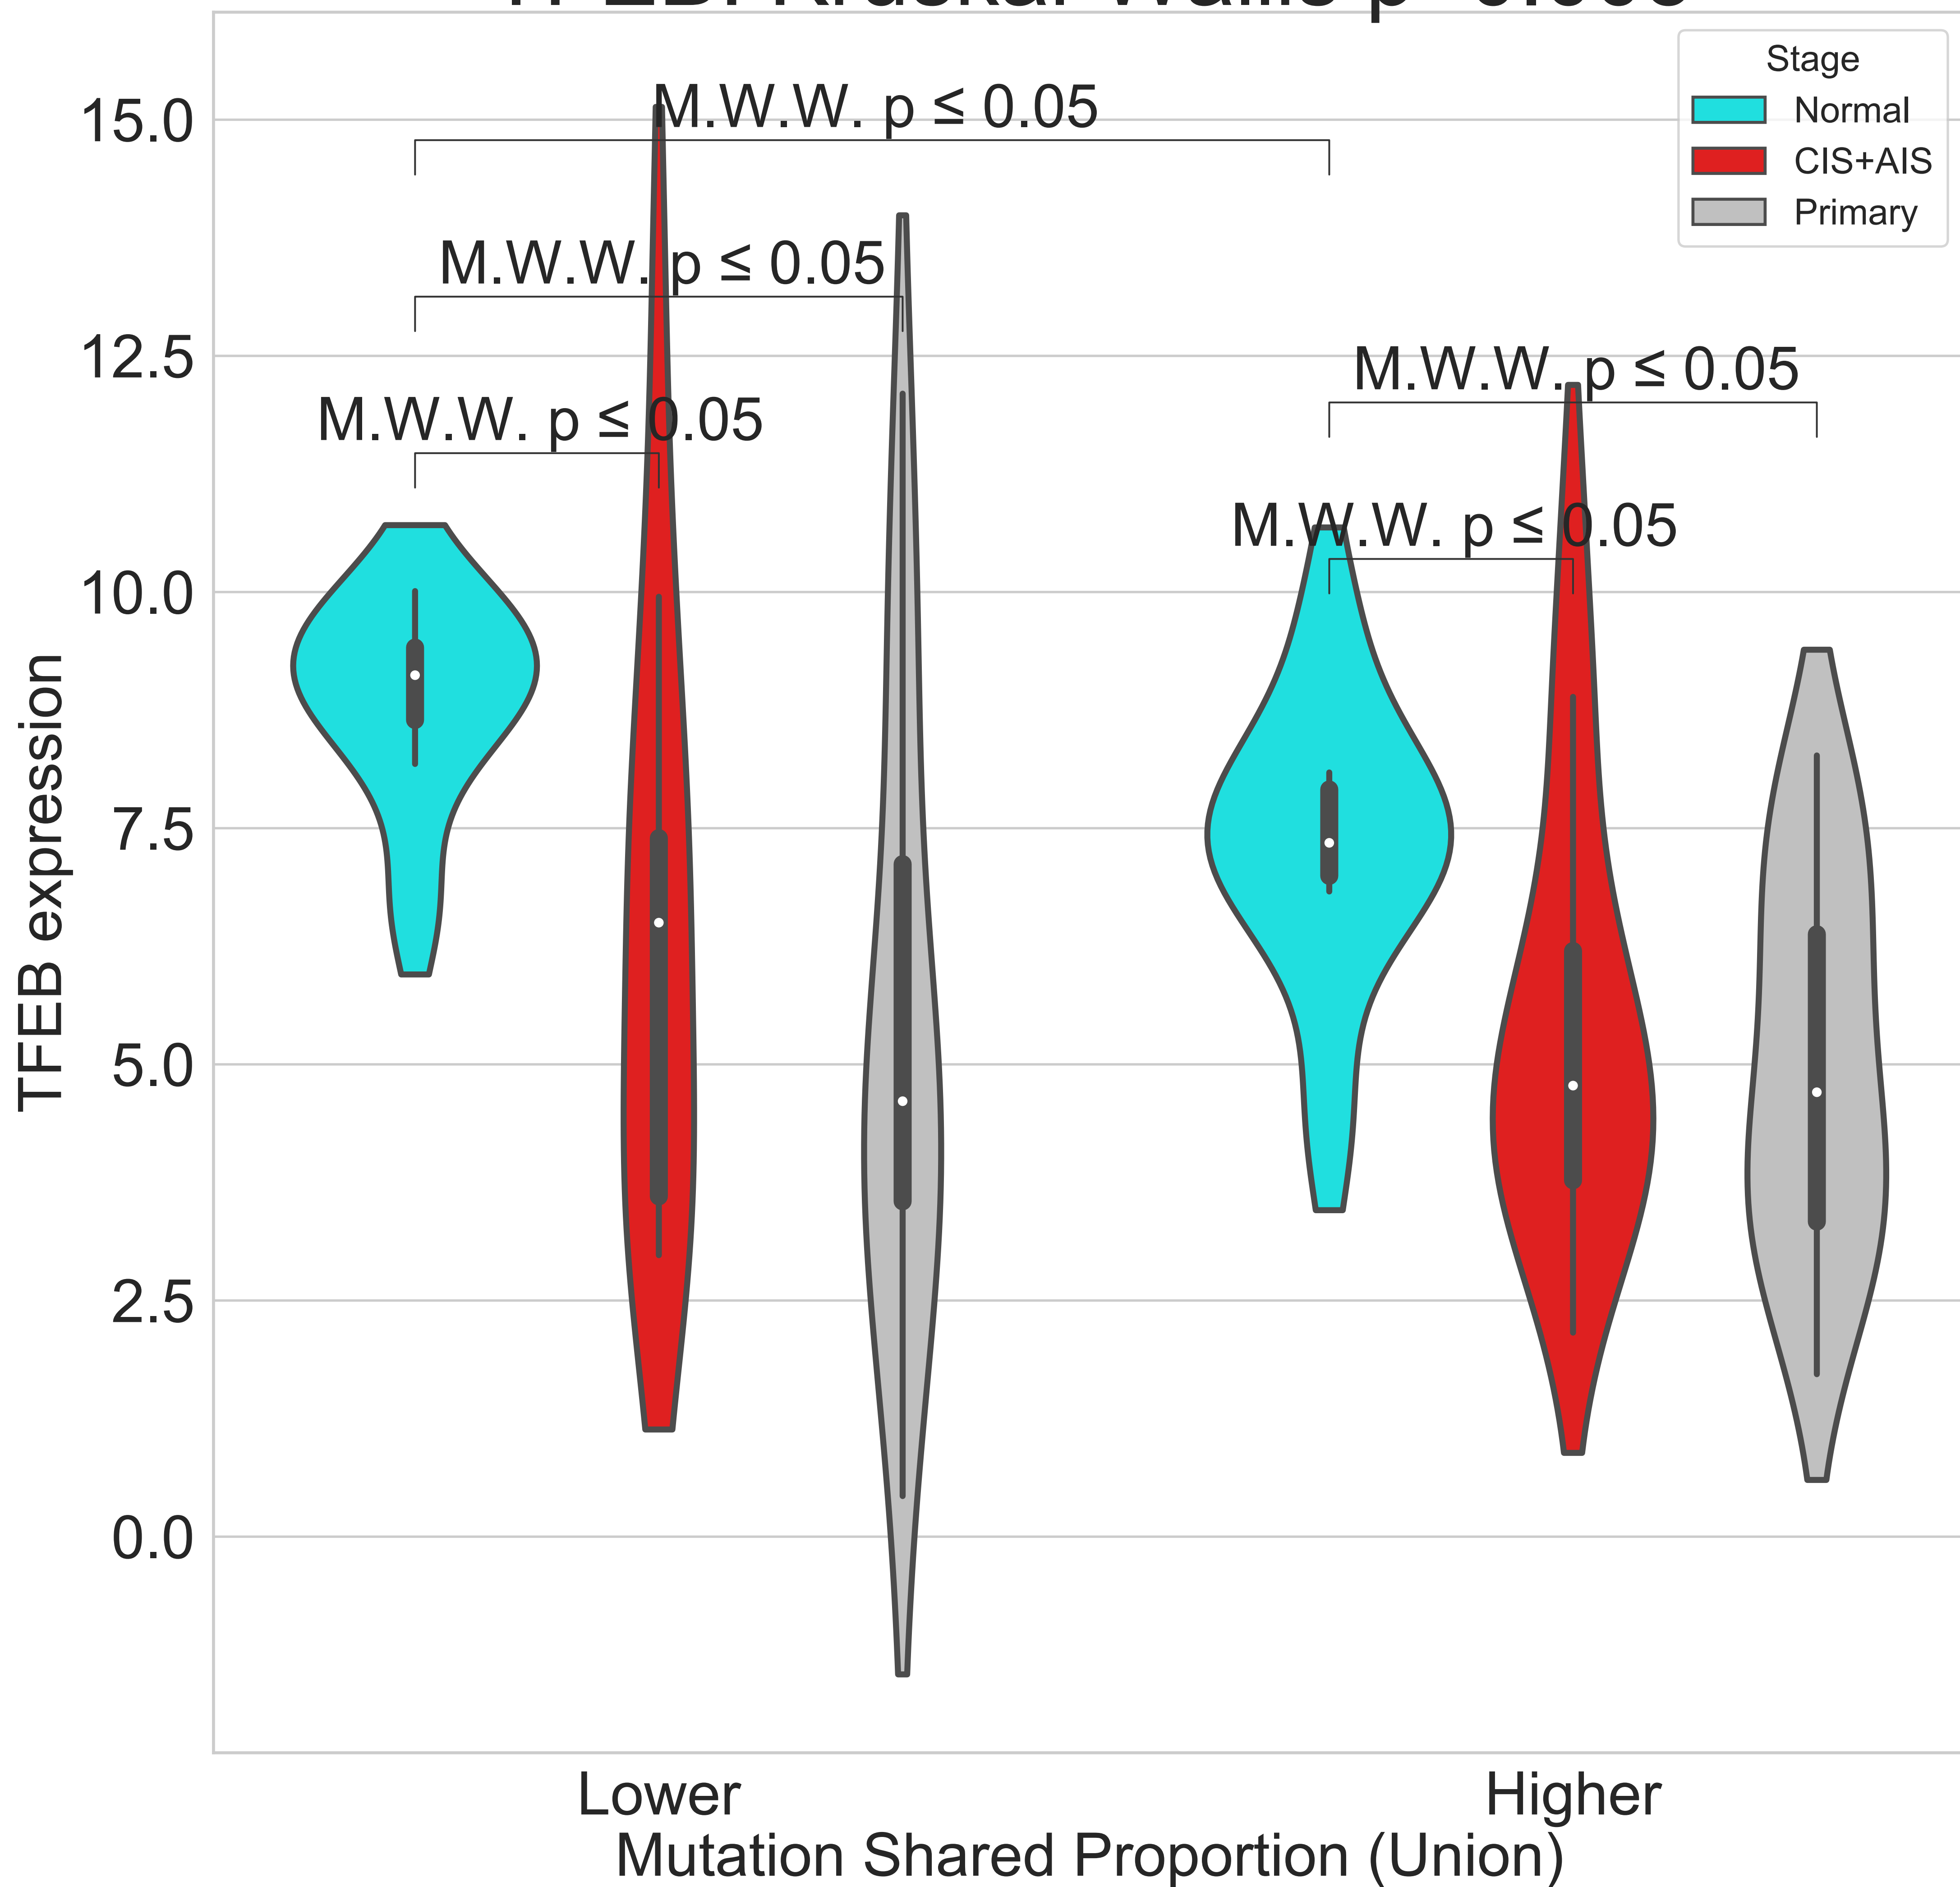 Stage
Normal
CIS+AIS
Primary
M.W.W. p ≤ 0.05
M.W.W. p ≤ 0.05
M.W.W. p ≤ 0.05
M.W.W. p ≤ 0.05
M.W.W. p ≤ 0.05
15.0
12.5
10.0
7.5
5.0
2.5
0.0
TFEB expression
Lower
Higher
Mutation Shared Proportion (Union)